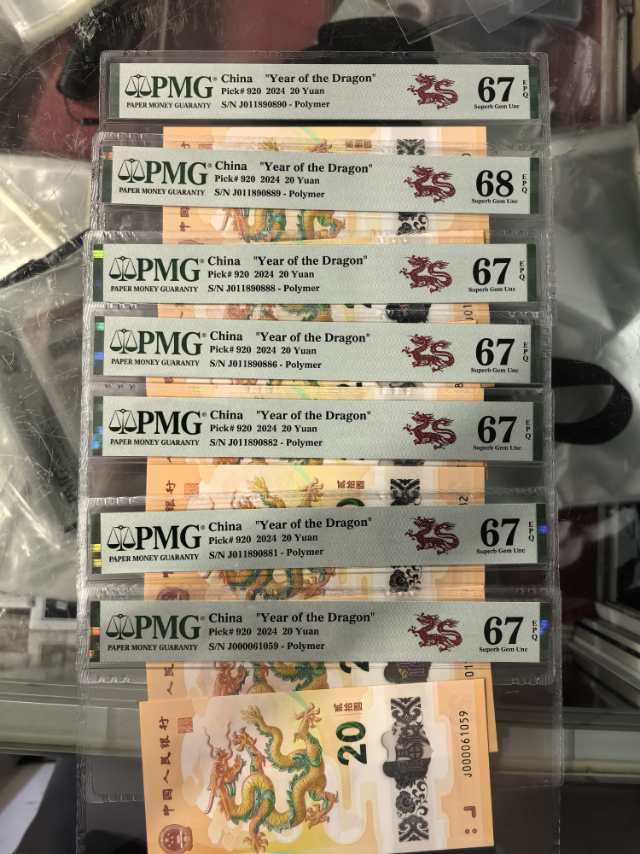 PMG® China "Year of the Dragon" 67 EPQ
Pick# 920 2024 20 Yuan
PAPER MONEY GUARANTY S/N J011890890 - Polymer Superb Gem Unc
PMG® China "Year of the Dragon" 68 EPQ
Pick# 920 2024 20 Yuan
PAPER MONEY GUARANTY S/N J011890889 - Polymer Superb Gem Unc
PMG® China "Year of the Dragon" 67 EPQ
Pick# 920 2024 20 Yuan
PAPER MONEY GUARANTY S/N J011890888 - Polymer Superb Gem Unc
PMG® China "Year of the Dragon" 67 EPQ
Pick# 920 2024 20 Yuan
PAPER MONEY GUARANTY S/N J011890886 - Polymer Superb Gem Unc
PMG® China "Year of the Dragon" 67 EPQ
Pick# 920 2024 20 Yuan
PAPER MONEY GUARANTY S/N J011890882 - Polymer Superb Gem Unc
PMG® China "Year of the Dragon" 67 EPQ
Pick# 920 2024 20 Yuan
PAPER MONEY GUARANTY S/N J011890881 - Polymer Superb Gem Unc
PMG® China "Year of the Dragon" 67 EPQ
Pick# 920 2024 20 Yuan
PAPER MONEY GUARANTY S/N J000061059 - Polymer Superb Gem Unc
中国人民银行
贰拾圆
20
J000061059